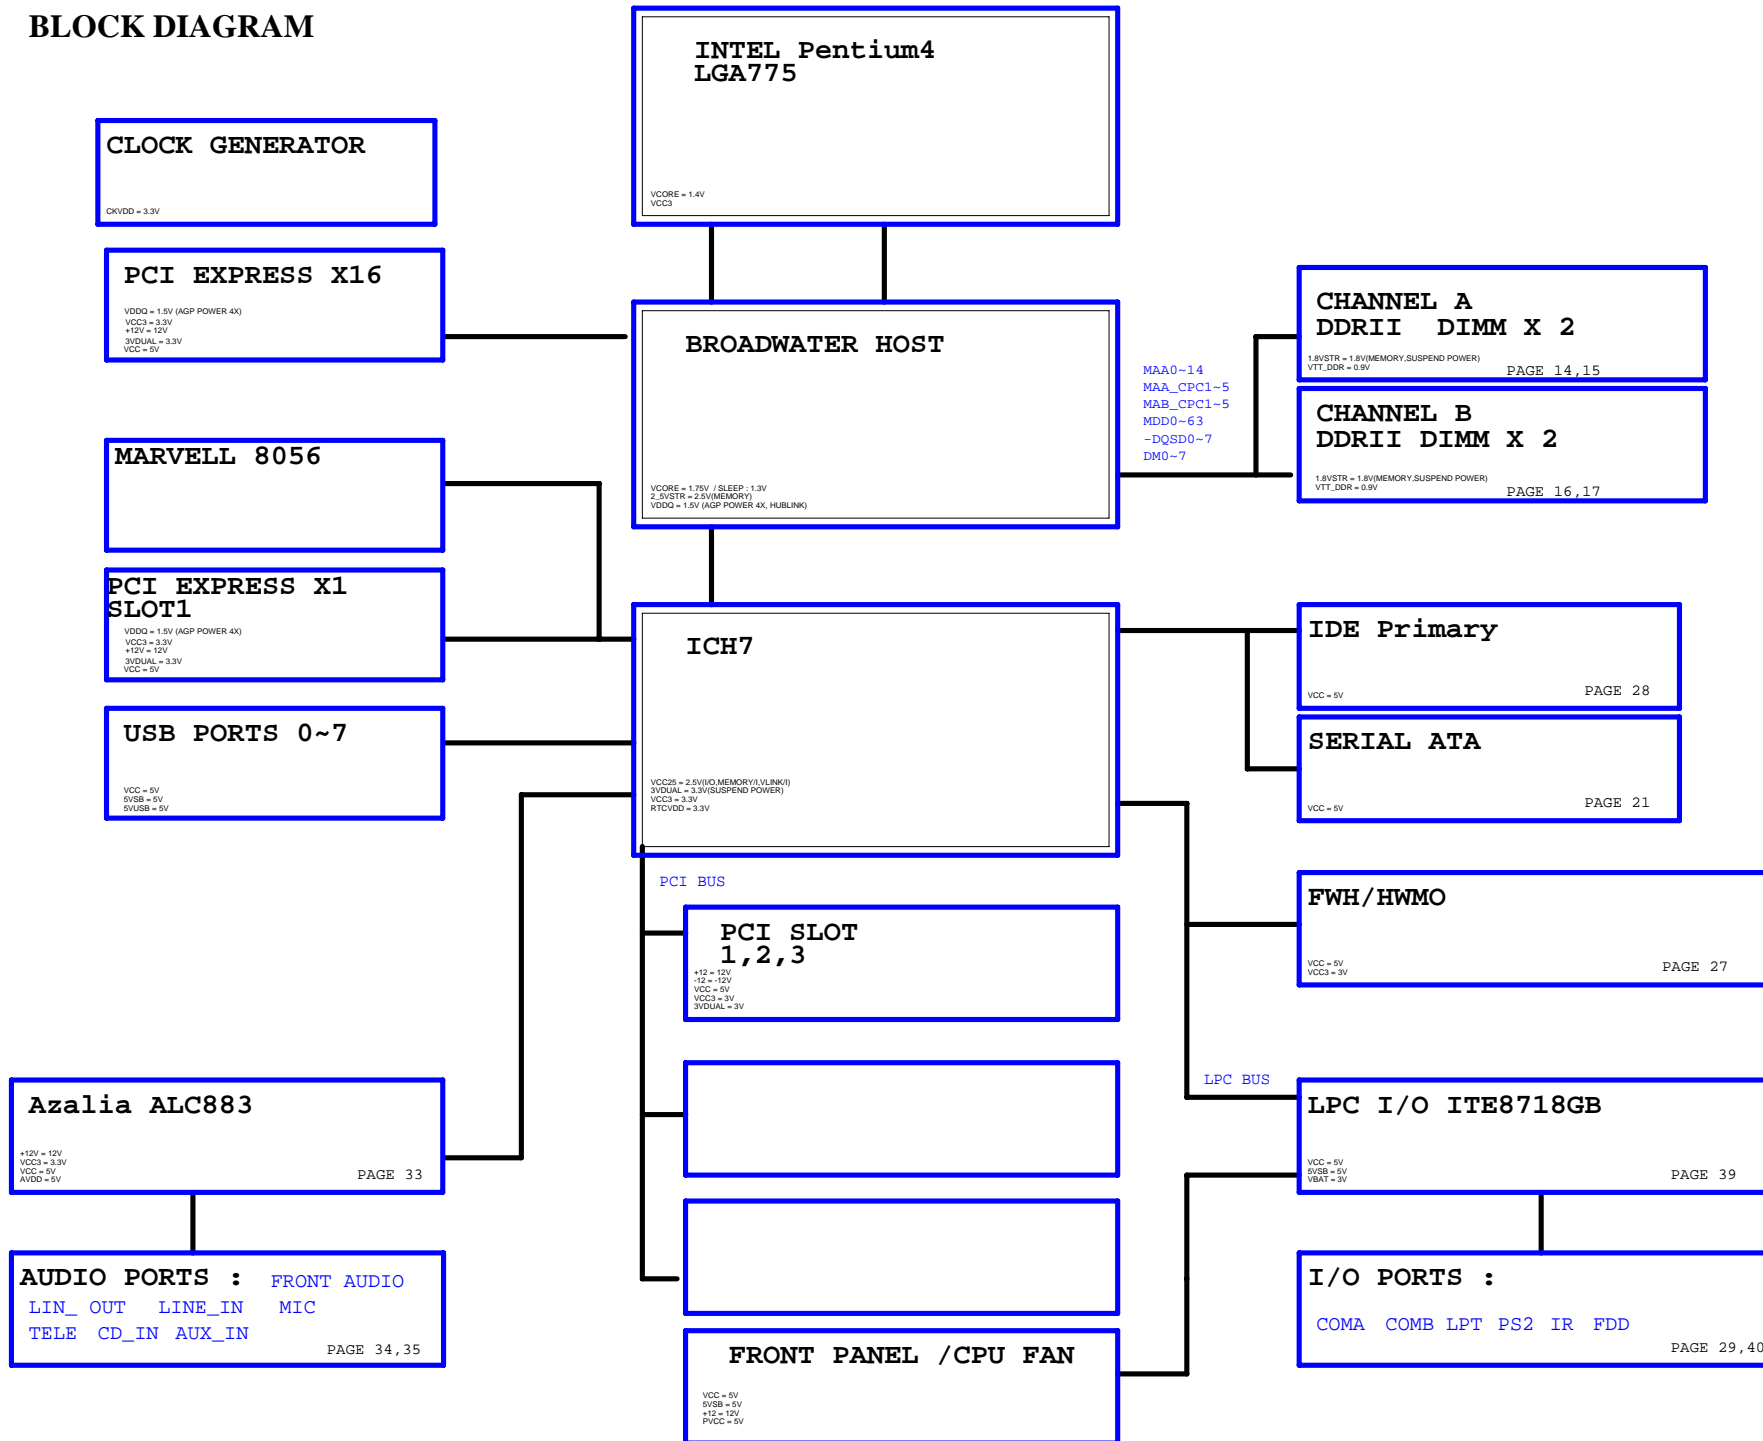 BLOCK DIAGRAM
INTEL Pentium4
LGA775
VCORE = 1.4V
VCC3
CLOCK GENERATOR
CKVDD = 3.3V
PCI EXPRESS X16
VDDQ = 1.5V (AGP POWER 4X)
VCC3 = 3.3V
+12V = 12V
3VDUAL = 3.3V
VCC = 5V
BROADWATER HOST
VCORE = 1.75V / SLEEP : 1.3V
2_5VSTR = 2.5V(MEMORY)
VDDQ = 1.5V (AGP POWER 4X, HUBLINK)
MAA0~14
MAA_CPC1~5
MAB_CPC1~5
MDD0~63
-DQSD0~7
DM0~7
CHANNEL A
DDRII DIMM X 2
1.8VSTR = 1.8V(MEMORY,SUSPEND POWER)
VTT_DDR = 0.9V
PAGE 14,15
CHANNEL B
DDRII DIMM X 2
1.8VSTR = 1.8V(MEMORY,SUSPEND POWER)
VTT_DDR = 0.9V
PAGE 16,17
MARVELL 8056
PCI EXPRESS X1
SLOT1
VDDQ = 1.5V (AGP POWER 4X)
VCC3 = 3.3V
+12V = 12V
3VDUAL = 3.3V
VCC = 5V
USB PORTS 0~7
VCC = 5V
5VSB = 5V
5VUSB = 5V
ICH7
VCC25 = 2.5V(I/O,MEMORY/I,VLINK/I)
3VDUAL = 3.3V(SUSPEND POWER)
VCC3 = 3.3V
RTCVDD = 3.3V
IDE Primary
VCC = 5V
PAGE 28
SERIAL ATA
VCC = 5V
PAGE 21
PCI BUS
PCI SLOT
1,2,3
+12 = 12V
-12 = -12V
VCC = 5V
VCC3 = 3V
3VDUAL = 3V
FWH/HWMO
VCC = 5V
VCC3 = 3V
PAGE 27
LPC BUS
LPC I/O ITE8718GB
VCC = 5V
5VSB = 5V
VBAT = 3V
PAGE 39
Azalia ALC883
+12V = 12V
VCC3 = 3.3V
VCC = 5V
AVDD = 5V
PAGE 33
AUDIO PORTS : FRONT AUDIO
LIN_ OUT LINE_IN MIC
TELE CD_IN AUX_IN
PAGE 34,35
FRONT PANEL /CPU FAN
VCC = 5V
5VSB = 5V
+12 = 12V
PVCC = 5V
I/O PORTS :
COMA COMB LPT PS2 IR FDD
PAGE 29,40